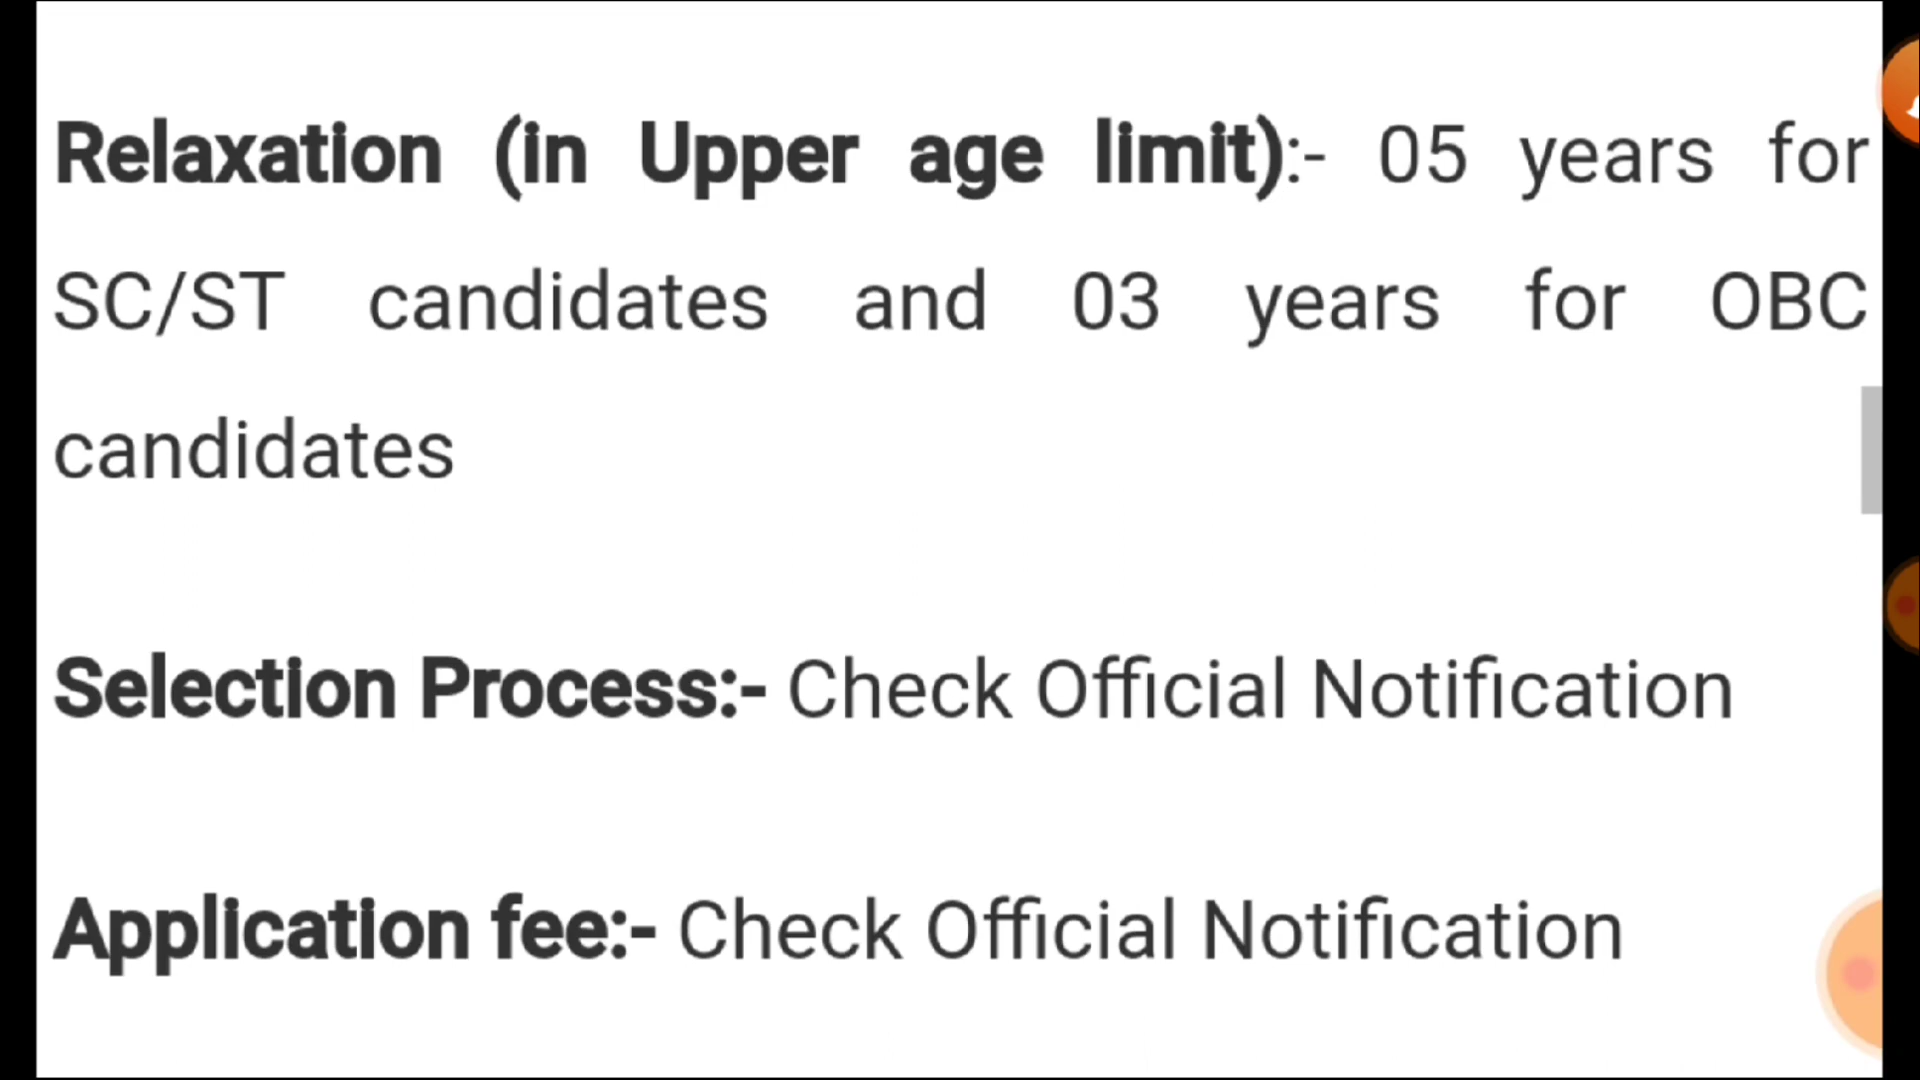 Relaxation (in Upper age limit):- 05 years for
SC/ST candidates and 03 years for OBC
candidates
Selection Process:- Check Official Notification
Application fee:- Check Official Notification